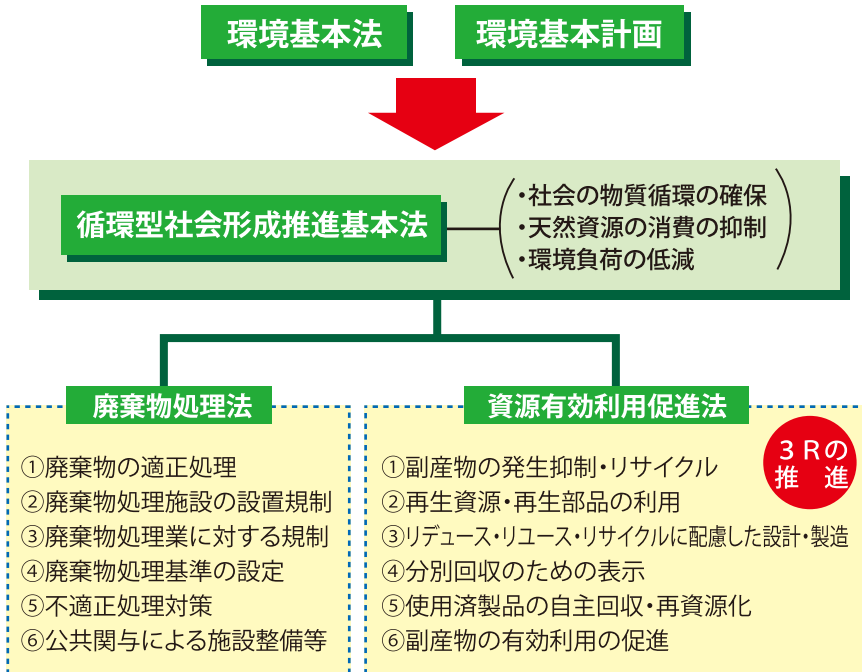 環境基本法
環境基本計画
循環型社会形成推進基本法
・社会の物質循環の確保
・天然資源の消費の抑制
・環境負荷の低減
廃棄物処理法
①廃棄物の適正処理
②廃棄物処理施設の設置規制
③廃棄物処理業に対する規制
④廃棄物処理基準の設定
⑤不適正処理対策
⑥公共関与による施設整備等
資源有効利用促進法
3Rの
推進
①副産物の発生抑制・リサイクル
②再生資源・再生部品の利用
③リデュース・リユース・リサイクルに配慮した設計・製造
④分別回収のための表示
⑤使用済製品の自主回収・再資源化
⑥副産物の有効利用の促進